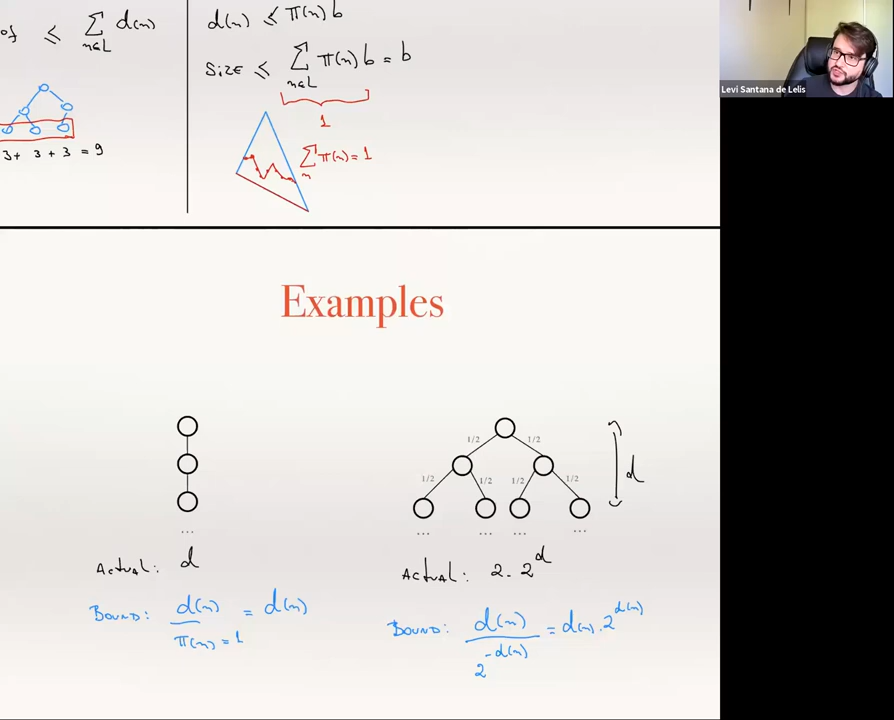 of ≤ ∑ d(n)
n∈L
3+ 3 + 3 = 9
d(n) ≤ π(n) b
Size ≤ ∑ π(n) b = b
n∈L
1
∑ π(n) = 1
n
Levi Santana de Lelis
Examples
1/2 1/2
1/2 1/2 1/2 1/2
d
...
... ... ... ...
Actual: d
Bound: d(n) = d(n)
π(n) = 1
Actual: 2 · 2^d
Bound: d(n) = d(n) · 2^d(n)
2^-d(n)